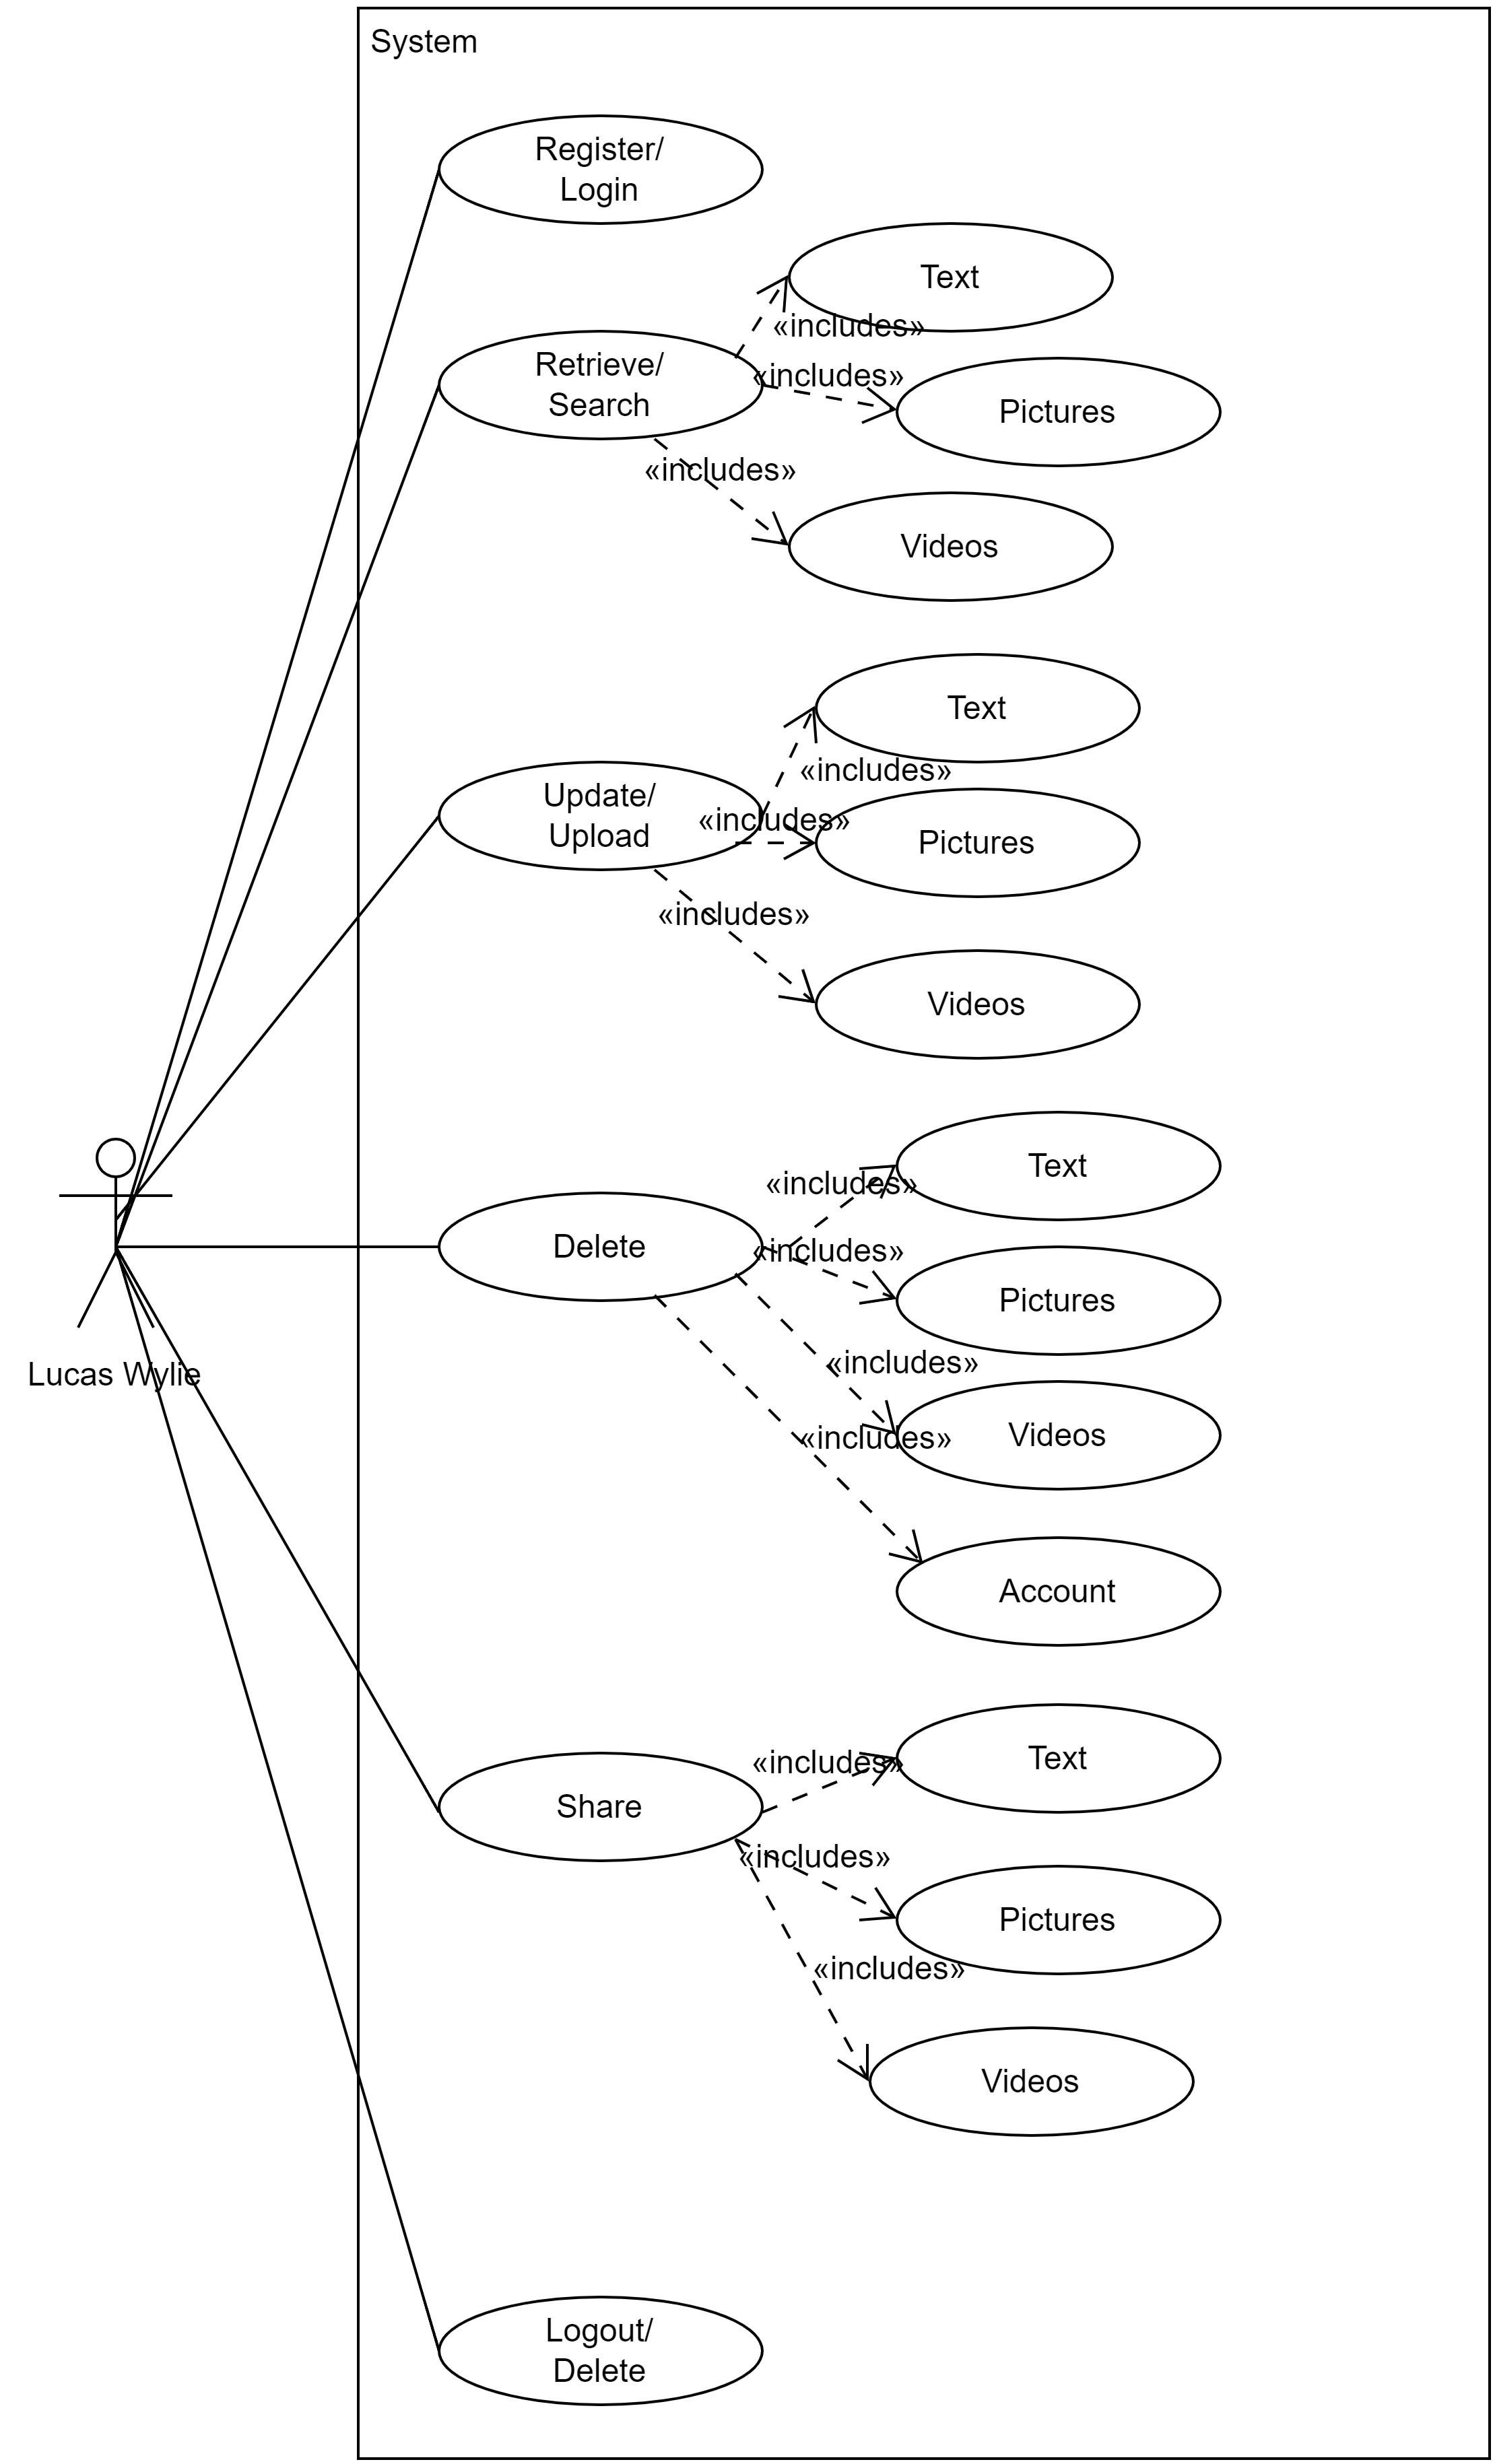 System
Register/
Login
Text
«includes»
Retrieve/
Search
«includes»
Pictures
«includes»
Videos
Text
«includes»
Update/
Upload
«includes»
Pictures
«includes»
Videos
Text
«includes»
Delete
«includes»
Pictures
«includes»
Videos
«includes»
Account
Lucas Wylie
Text
«includes»
Share
«includes»
Pictures
«includes»
Videos
Logout/
Delete